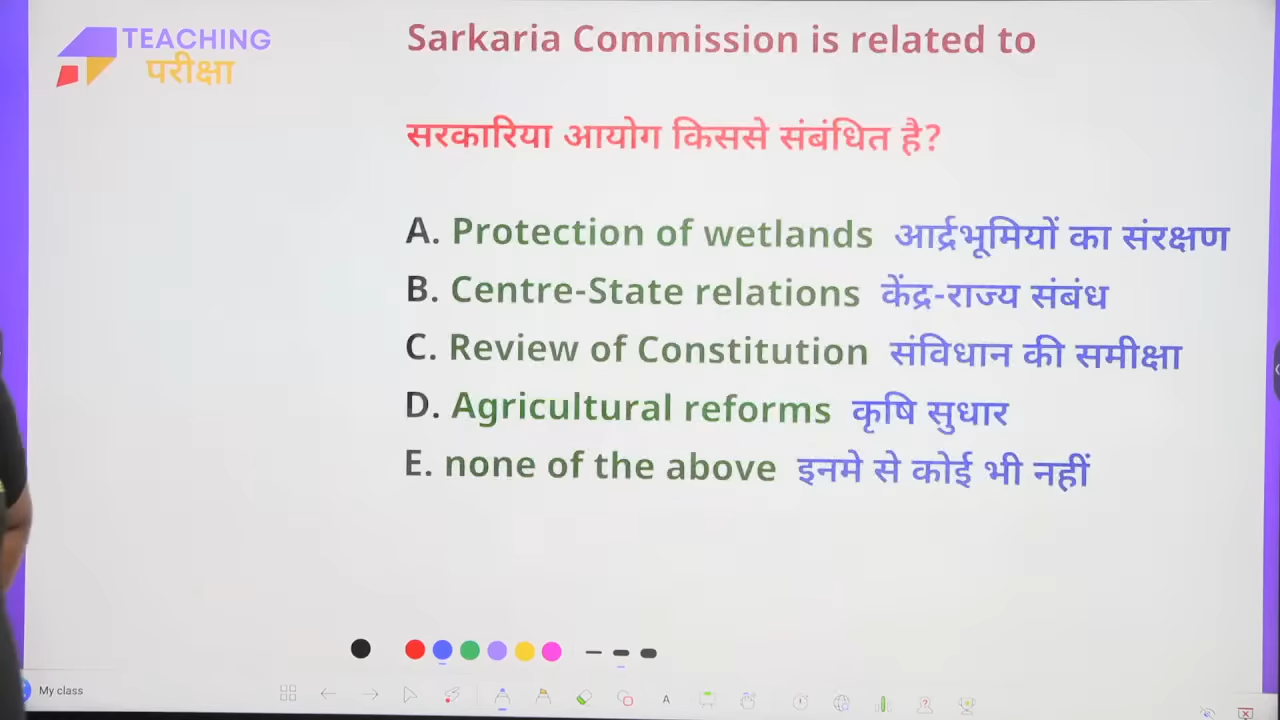 TEACHING
परीक्षा
Sarkaria Commission is related to
सरकारिया आयोग किससे संबंधित है?
A. Protection of wetlands आर्द्रभूमियों का संरक्षण
B. Centre-State relations केंद्र-राज्य संबंध
C. Review of Constitution संविधान की समीक्षा
D. Agricultural reforms कृषि सुधार
E. none of the above इनमे से कोई भी नहीं
My class
A